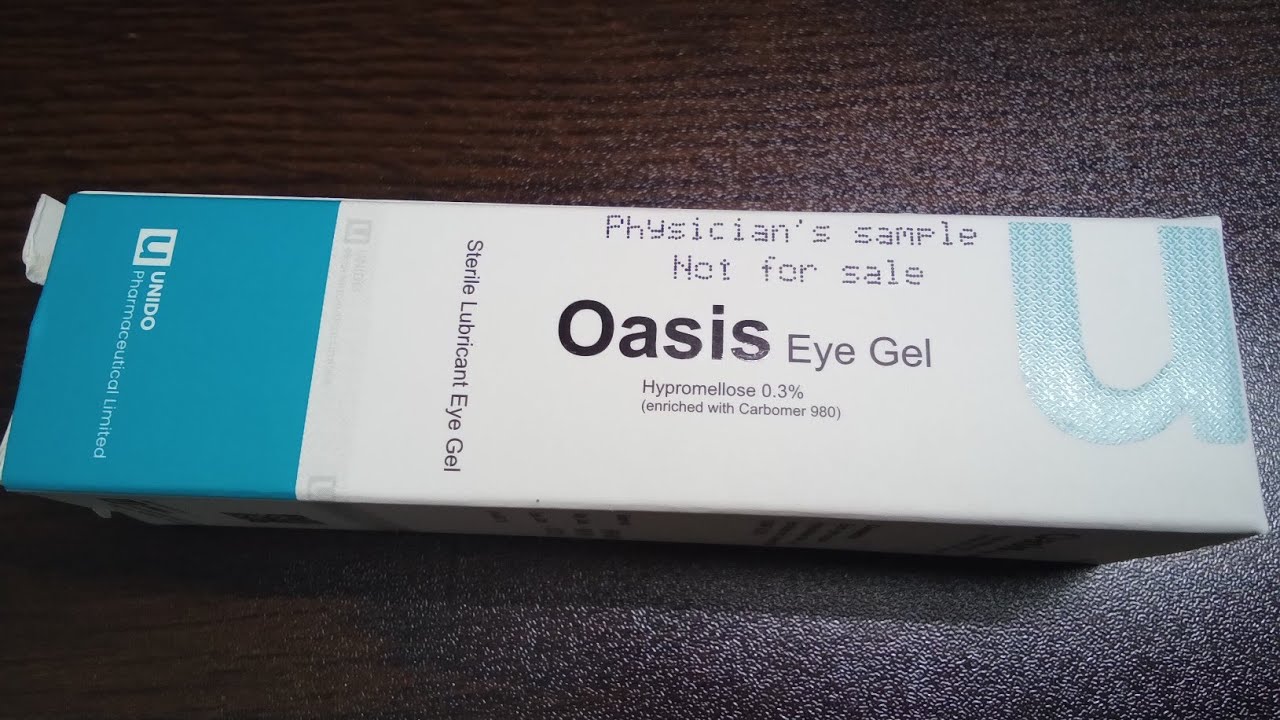 UNIDO
Pharmaceutical Limited
Sterile Lubricant Eye Gel
Physician's sample
Not for sale
Oasis Eye Gel
Hypromellose 0.3%
(enriched with Carbomer 980)